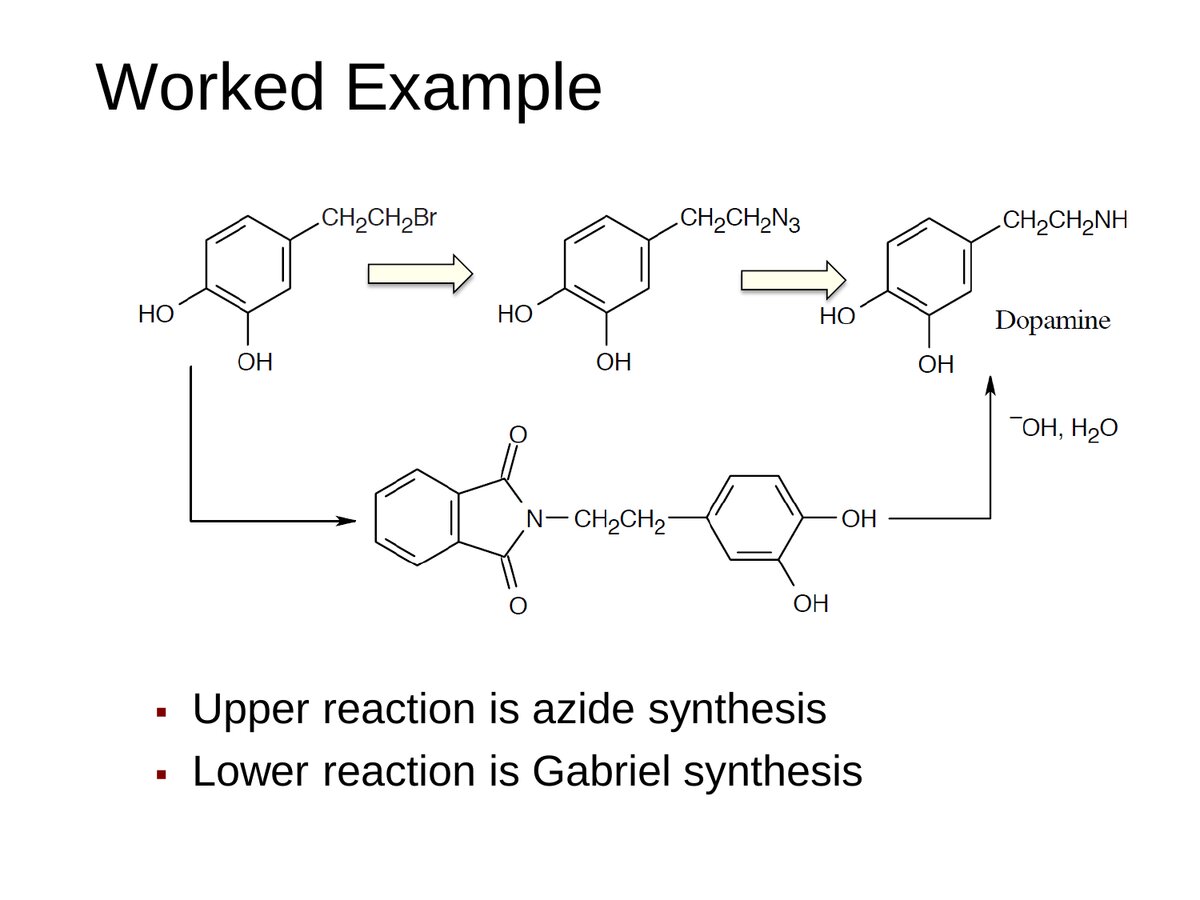 Worked Example
CH₂CH₂Br
CH₂CH₂N₃
CH₂CH₂NH
HO
HO
HO
Dopamine
OH
OH
OH
⁻OH, H₂O
O
N
CH₂CH₂
OH
O
OH
▪ Upper reaction is azide synthesis
▪ Lower reaction is Gabriel synthesis